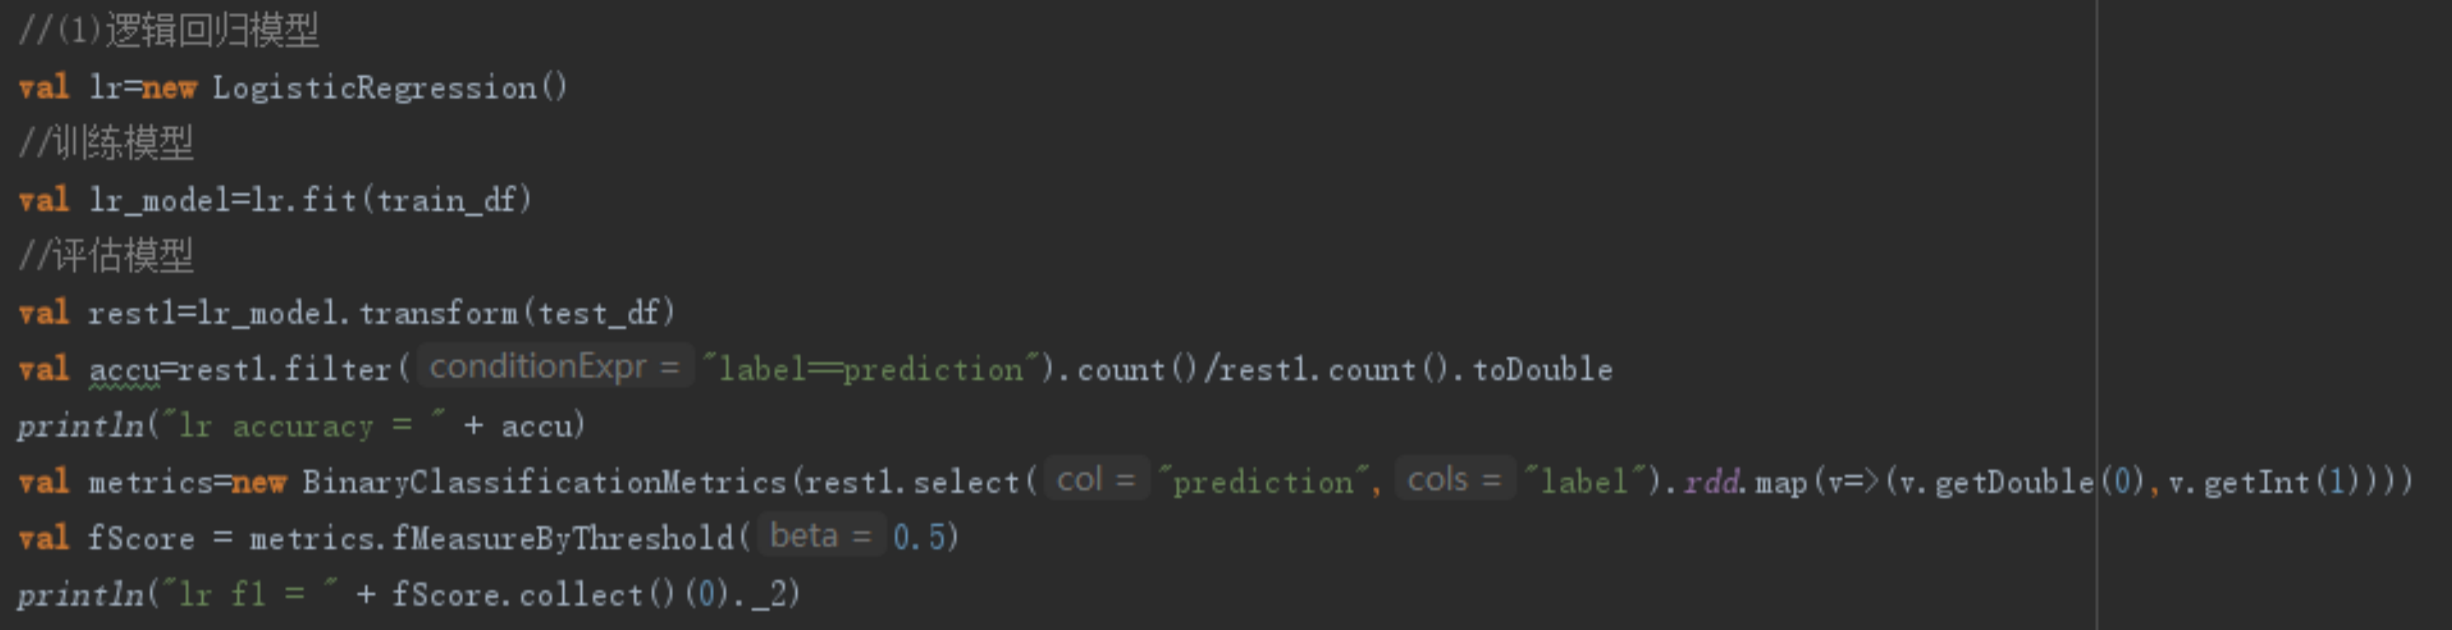 //(1)逻辑回归模型
val lr=new LogisticRegression()
//训练模型
val lr_model=lr.fit(train_df)
//评估模型
val rest1=lr_model.transform(test_df)
val accu=rest1.filter( conditionExpr = "label==prediction").count()/rest1.count().toDouble
println("lr accuracy = " + accu)
val metrics=new BinaryClassificationMetrics(rest1.select( col = "prediction", cols = "label").rdd.map(v=>(v.getDouble(0),v.getInt(1))))
val fScore = metrics.fMeasureByThreshold( beta = 0.5)
println("lr f1 = " + fScore.collect()(0)._2)